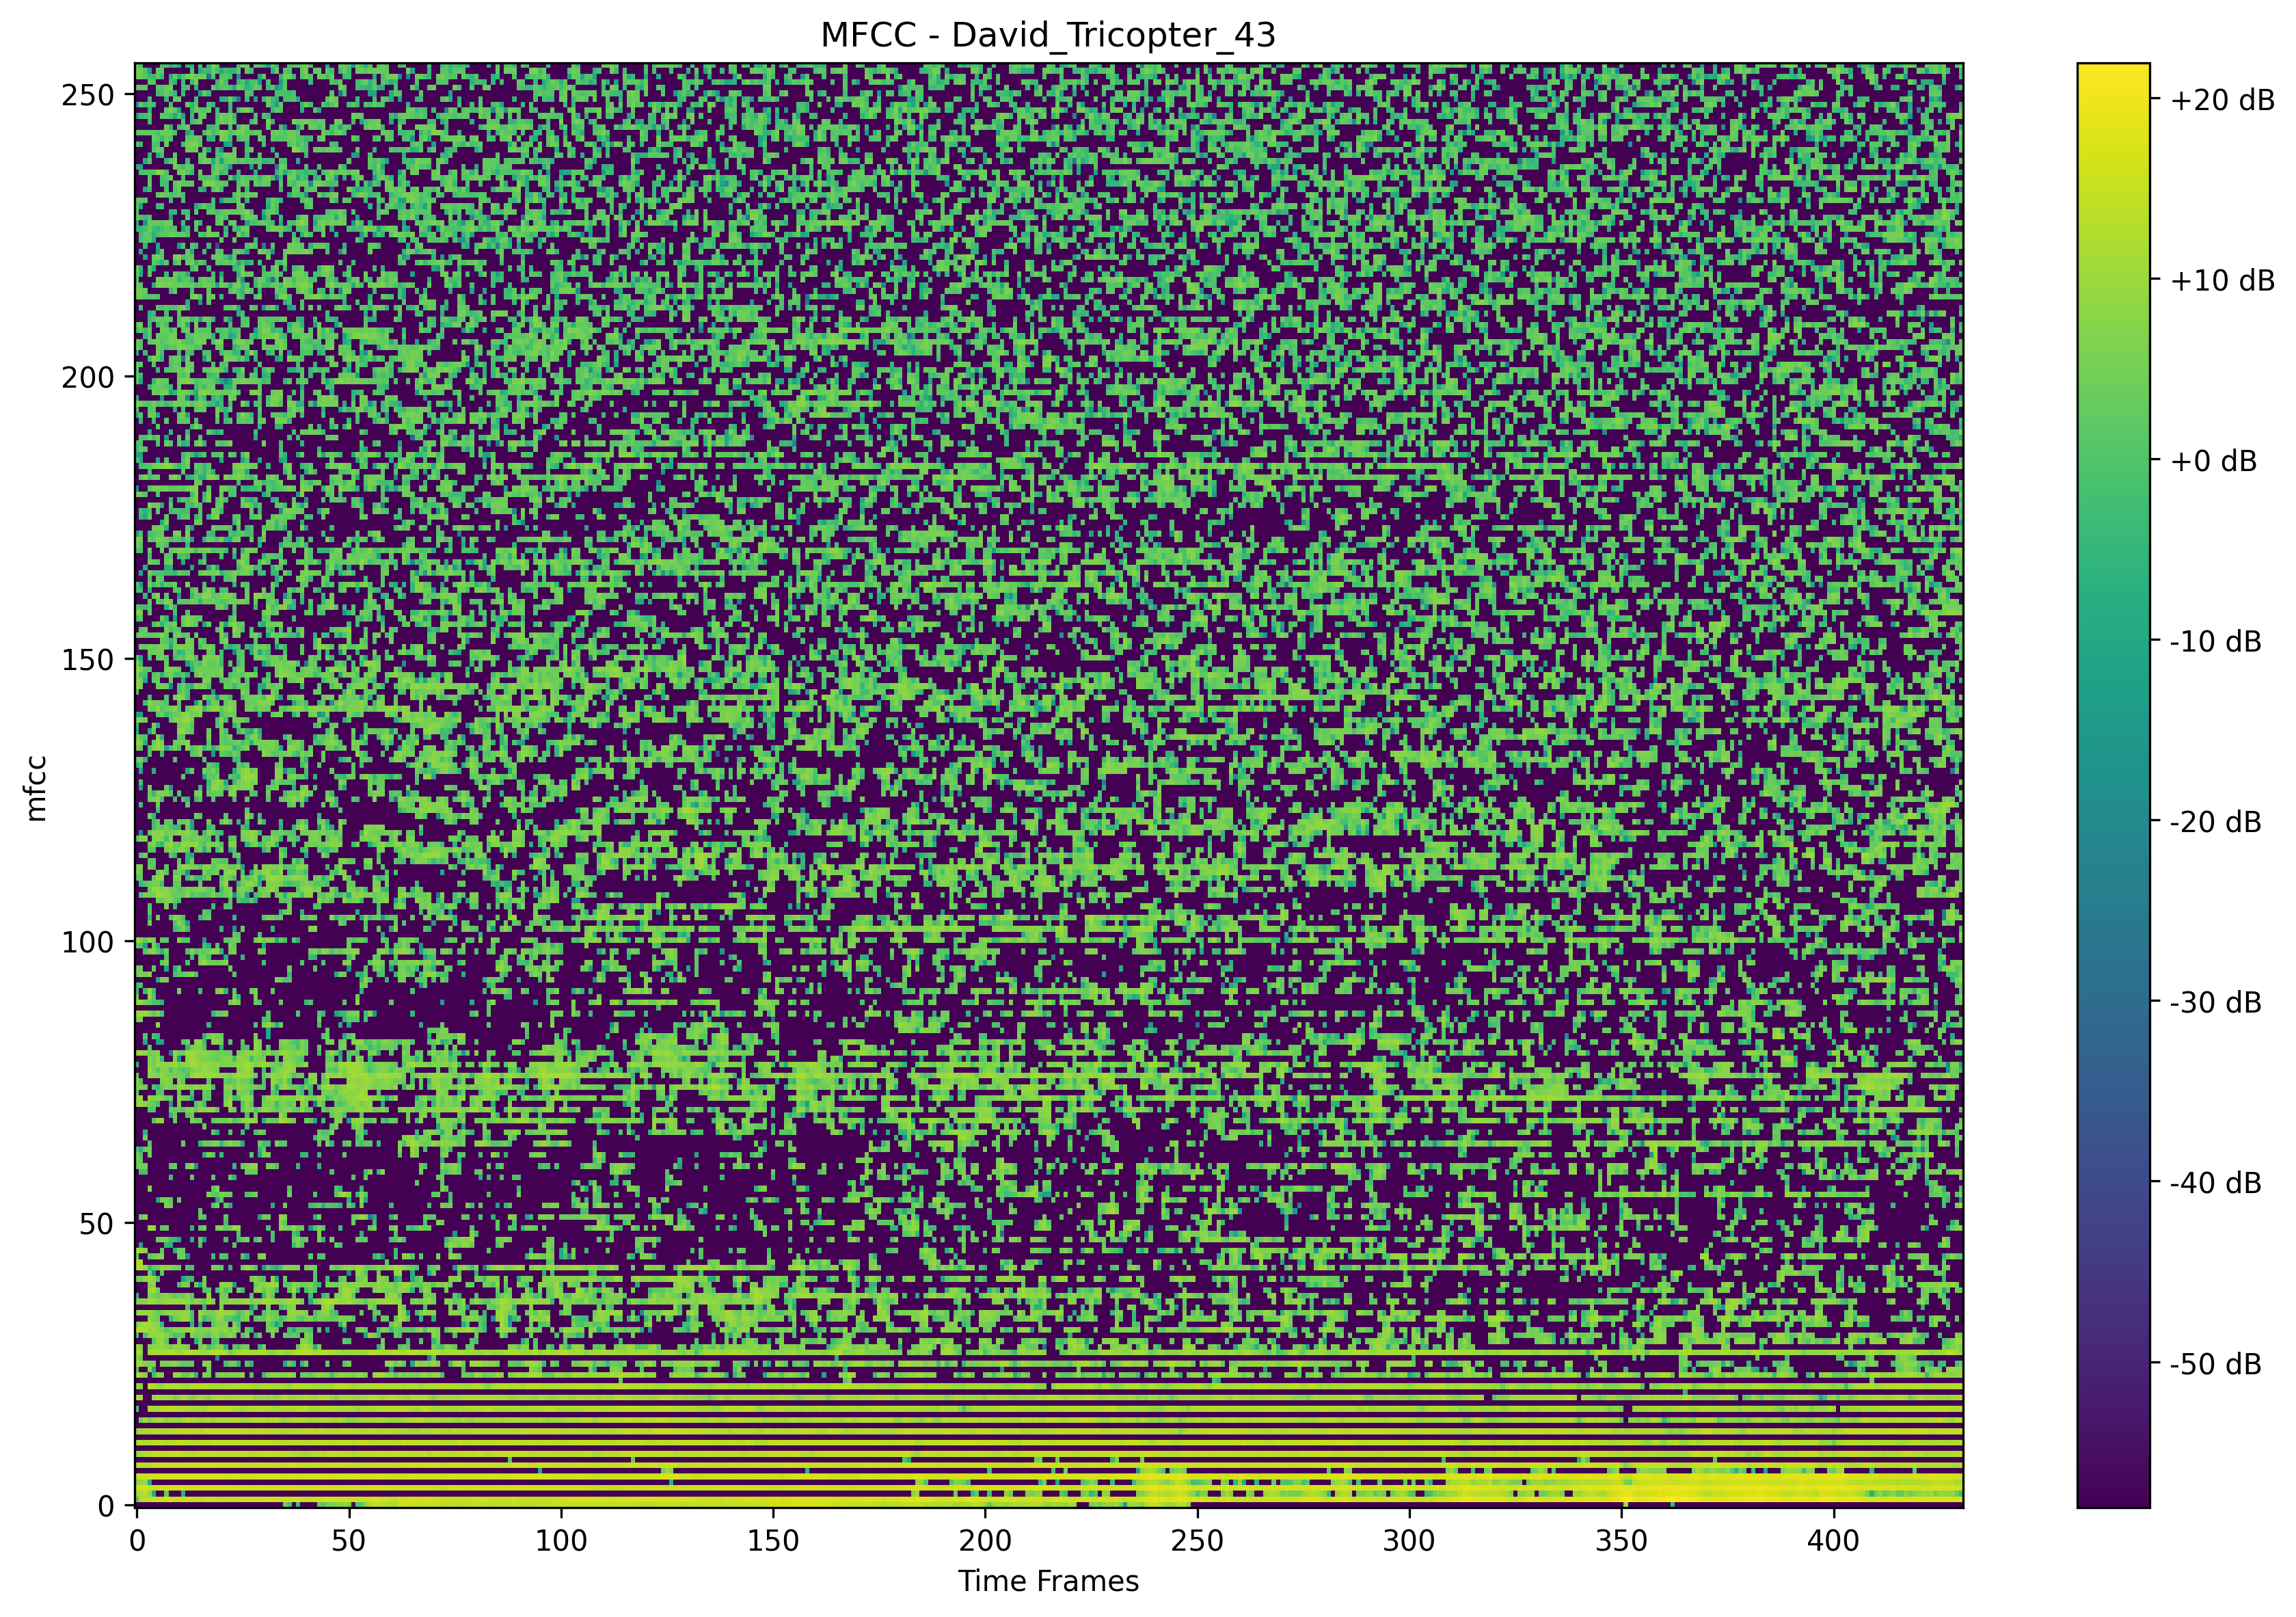 MFCC - David_Tricopter_43
250
200
150
100
50
0
mfcc
0 50 100 150 200 250 300 350 400
Time Frames
+20 dB
+10 dB
+0 dB
-10 dB
-20 dB
-30 dB
-40 dB
-50 dB